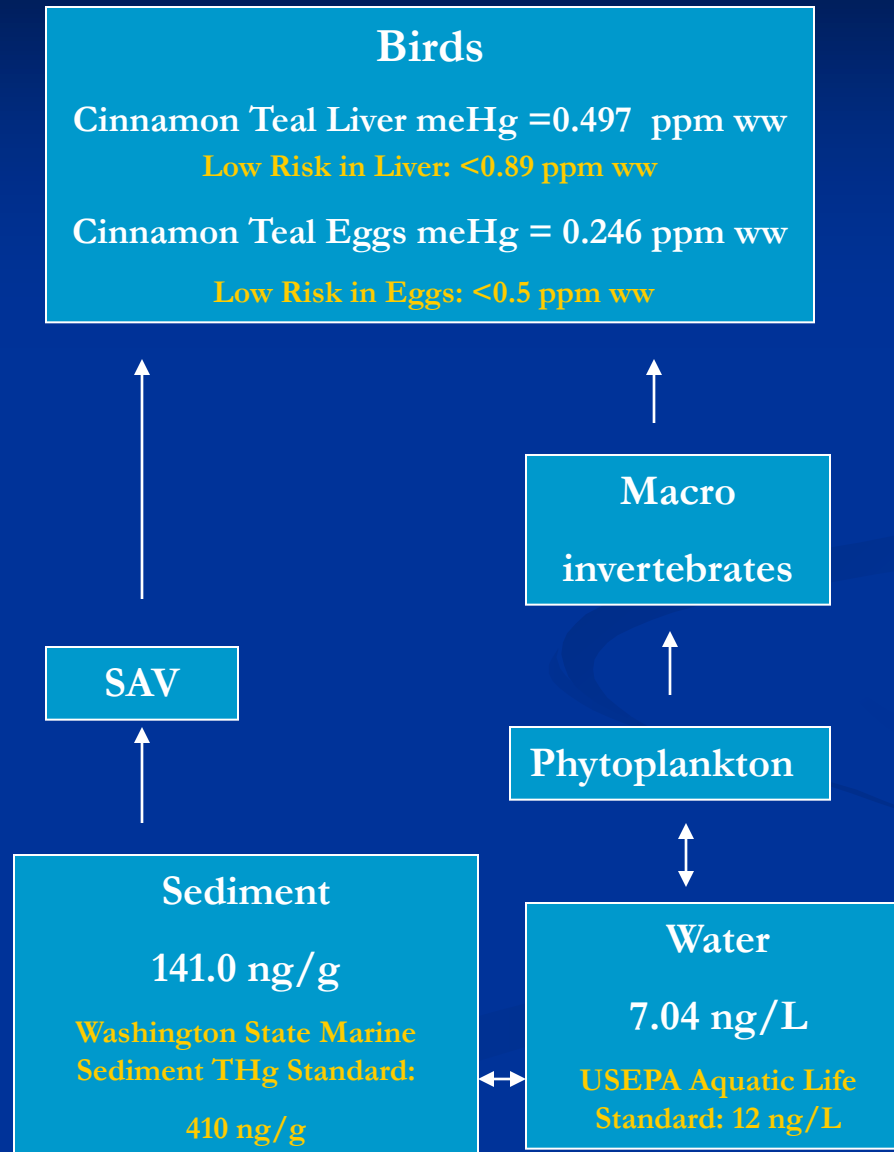 Birds
Cinnamon Teal Liver meHg =0.497 ppm ww
Low Risk in Liver: <0.89 ppm ww
Cinnamon Teal Eggs meHg = 0.246 ppm ww
Low Risk in Eggs: <0.5 ppm ww
Macro
invertebrates
SAV
Phytoplankton
Sediment
141.0 ng/g
Washington State Marine
Sediment THg Standard:
410 ng/g
Water
7.04 ng/L
USEPA Aquatic Life
Standard: 12 ng/L